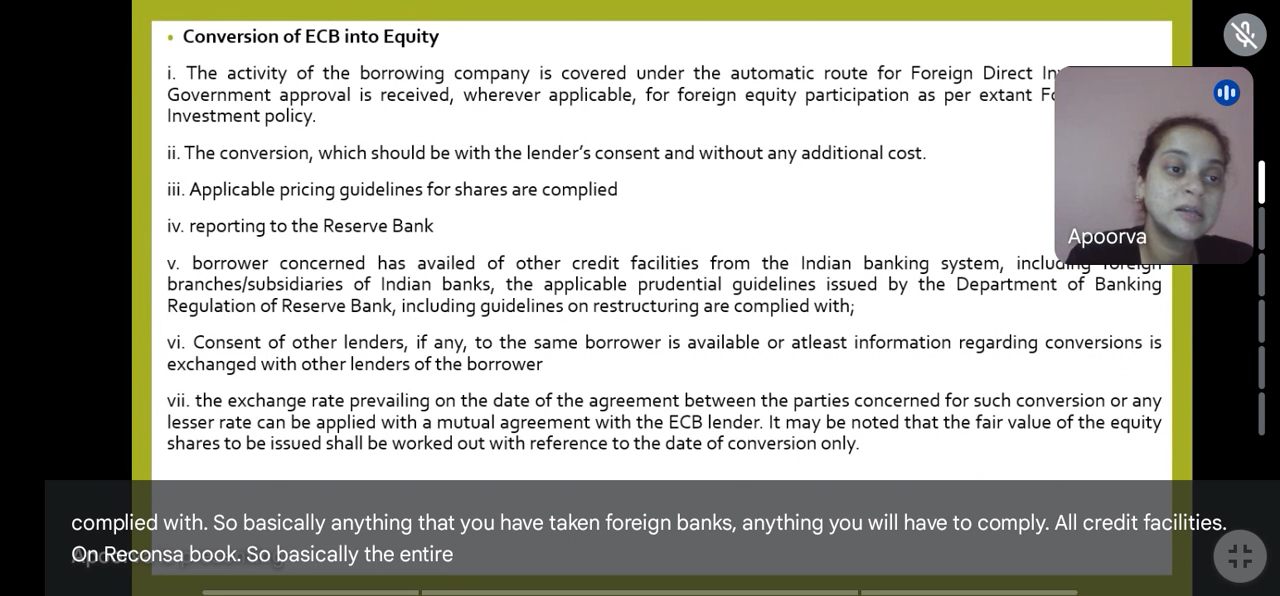 • Conversion of ECB into Equity
i. The activity of the borrowing company is covered under the automatic route for Foreign Direct
Government approval is received, wherever applicable, for foreign equity participation as per extant
Investment policy.
ii. The conversion, which should be with the lender's consent and without any additional cost.
iii. Applicable pricing guidelines for shares are complied
iv. reporting to the Reserve Bank
Apoorva
v. borrower concerned has availed of other credit facilities from the Indian banking system, including foreign
branches/subsidiaries of Indian banks, the applicable prudential guidelines issued by the Department of Banking
Regulation of Reserve Bank, including guidelines on restructuring are complied with;
vi. Consent of other lenders, if any, to the same borrower is available or atleast information regarding conversions is
exchanged with other lenders of the borrower
vii. the exchange rate prevailing on the date of the agreement between the parties concerned for such conversion or any
lesser rate can be applied with a mutual agreement with the ECB lender. It may be noted that the fair value of the equity
shares to be issued shall be worked out with reference to the date of conversion only.
complied with. So basically anything that you have taken foreign banks, anything you will have to comply. All credit facilities.
On Reconsa book. So basically the entire